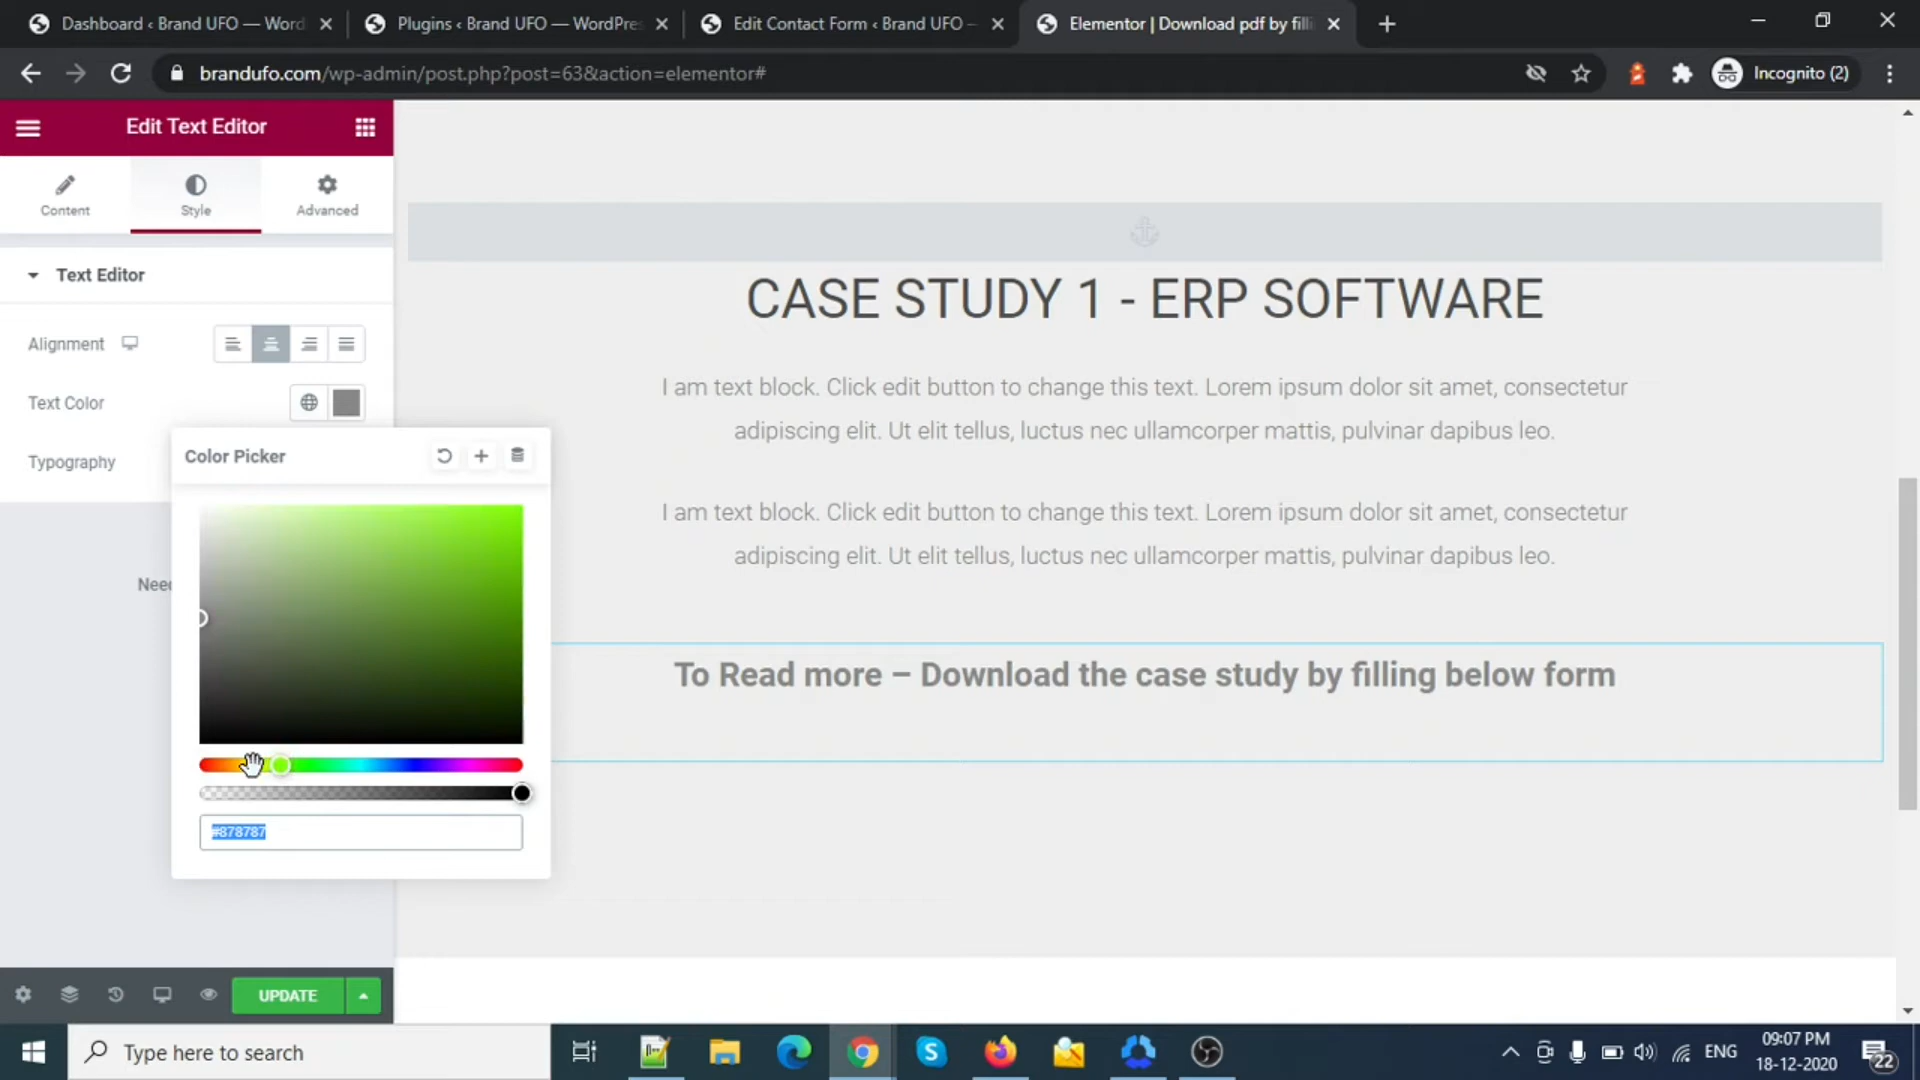 Dashboard ‹ Brand UFO — Word
Plugins ‹ Brand UFO — WordPres
Edit Contact Form ‹ Brand UFO –
Elementor | Download pdf by filli
brandufo.com/wp-admin/post.php?post=63&action=elementor#
Incognito (2)
Edit Text Editor
Content
Style
Advanced
Text Editor
Alignment
Text Color
Typography
Color Picker
Need
#878787
UPDATE
CASE STUDY 1 - ERP SOFTWARE
I am text block. Click edit button to change this text. Lorem ipsum dolor sit amet, consectetur
adipiscing elit. Ut elit tellus, luctus nec ullamcorper mattis, pulvinar dapibus leo.
I am text block. Click edit button to change this text. Lorem ipsum dolor sit amet, consectetur
adipiscing elit. Ut elit tellus, luctus nec ullamcorper mattis, pulvinar dapibus leo.
To Read more – Download the case study by filling below form
Type here to search
ENG
09:07 PM
18-12-2020
22